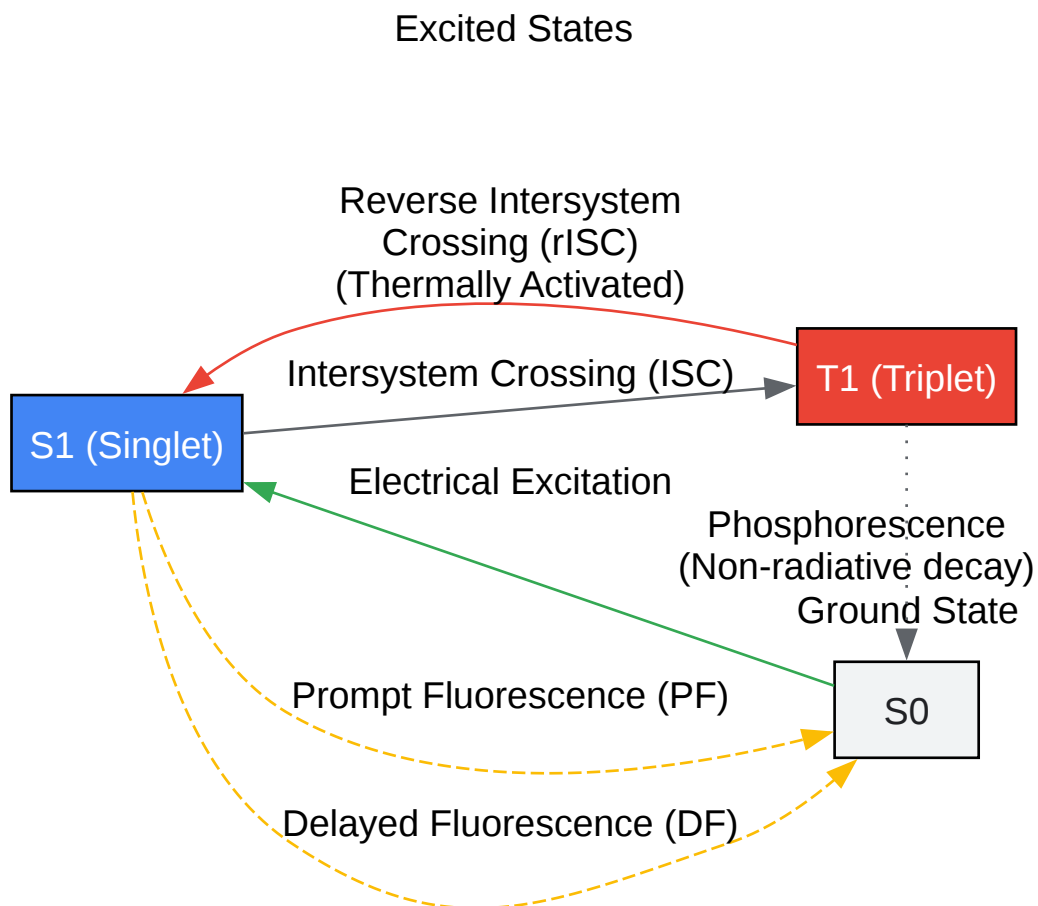 Excited States
Reverse Intersystem
Crossing (rISC)
(Thermally Activated)
Intersystem Crossing (ISC)
T1 (Triplet)
S1 (Singlet)
Electrical Excitation
Phosphorescence
(Non-radiative decay)
Ground State
Prompt Fluorescence (PF)
S0
Delayed Fluorescence (DF)